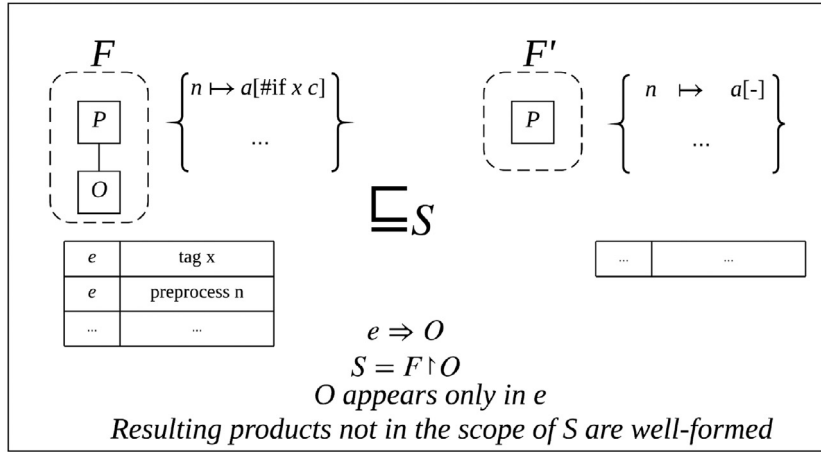 F
F'
n ↦ a[#if x c]
...
n ↦ a[-]
...
P
O
P
⊑S
e tag x
e preprocess n
... ...
... ...
e ⇒ O
S = F↾O
O appears only in e
Resulting products not in the scope of S are well-formed